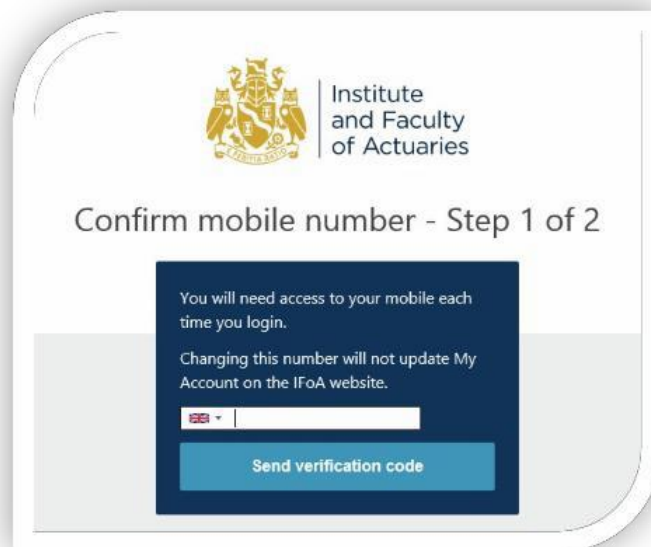 Institute
and Faculty
of Actuaries
Confirm mobile number - Step 1 of 2
You will need access to your mobile each
time you login.
Changing this number will not update My
Account on the IFoA website.
Send verification code